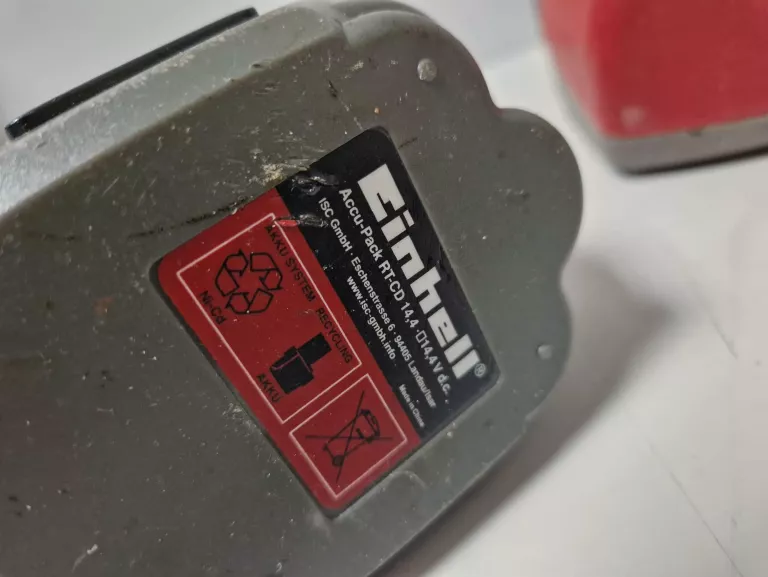 Einhell®
Accu-Pack RT-CD 14,4 · ⎓14,4V d.c.
ISC GmbH · Eschenstrasse 6 · 94405 Landau/Isar
www.isc-gmbh.info
Made in China
AKKU SYSTEM RECYCLING
Ni-Cd
AKKU